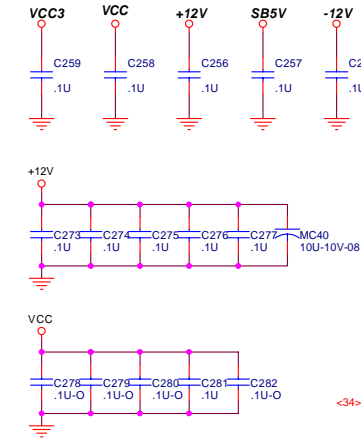 VCC3 VCC +12V SB5V -12V
C259 C258 C256 C257
.1U .1U .1U .1U
+12V
C273 C274 C275 C276 C277 MC40
.1U .1U .1U .1U .1U 10U-10V-08
VCC
C278 C279 C280 C281 C282
.1U-O .1U-O .1U-O .1U .1U-O
<34>